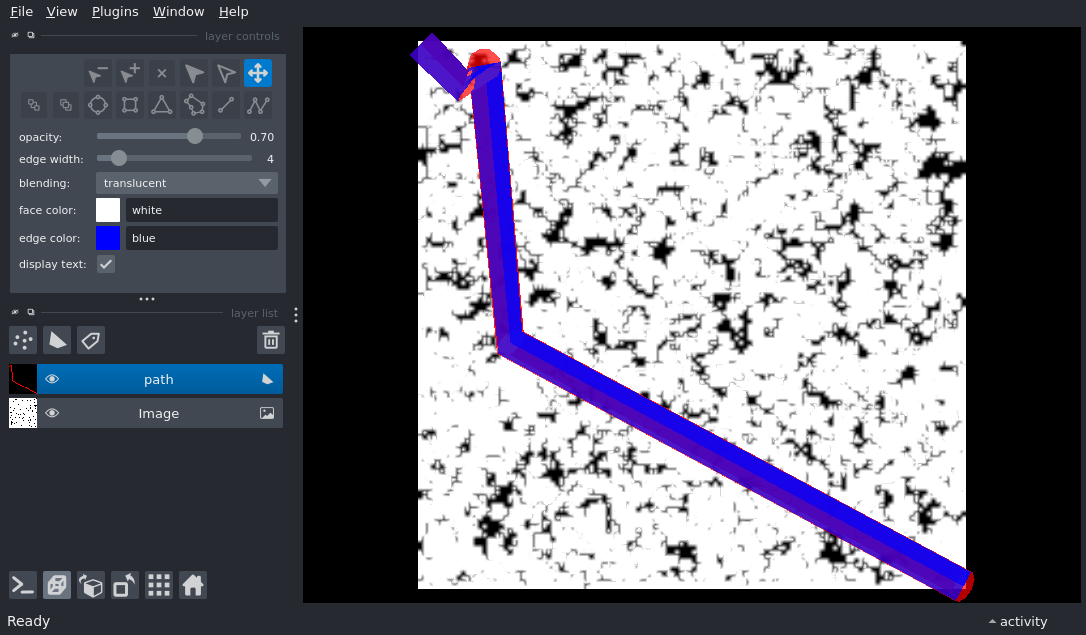 File View Plugins Window Help
layer controls
opacity: 0.70
edge width: 4
blending: translucent
face color: white
edge color: blue
display text:
layer list
path
Image
Ready
activity